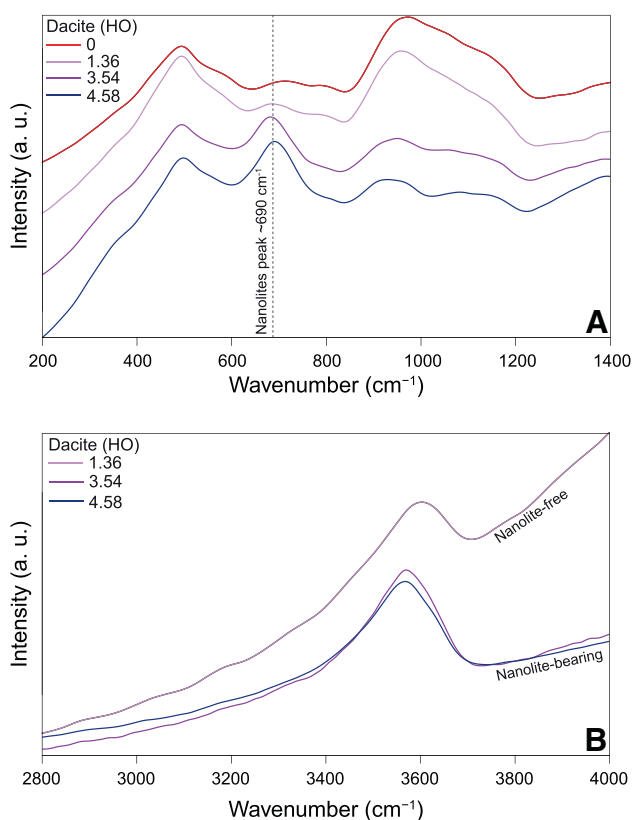 Dacite (HO)
0
1.36
3.54
4.58
Intensity (a. u.)
Nanolites peak ~690 cm⁻¹
A
200 400 600 800 1000 1200 1400
Wavenumber (cm⁻¹)
Dacite (HO)
1.36
3.54
4.58
Intensity (a. u.)
Nanolite-free
Nanolite-bearing
B
2800 3000 3200 3400 3600 3800 4000
Wavenumber (cm⁻¹)